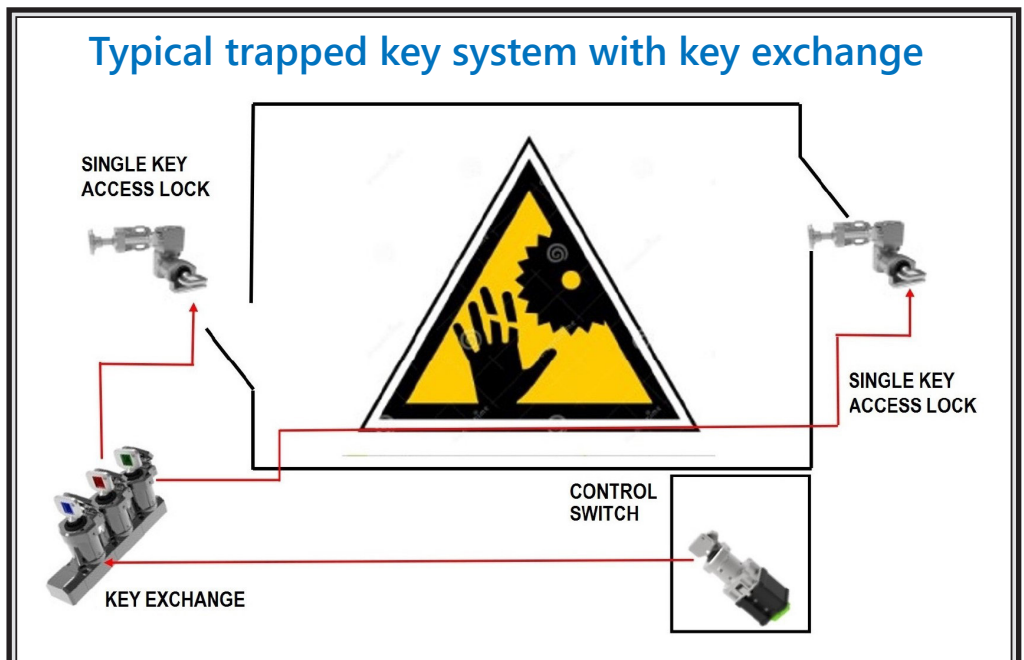 Typical trapped key system with key exchange
SINGLE KEY
ACCESS LOCK
SINGLE KEY
ACCESS LOCK
CONTROL
SWITCH
KEY EXCHANGE